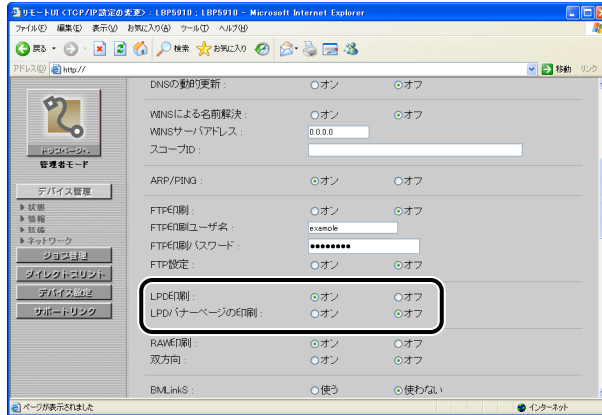 リモートUI <TCP/IP設定の変更> : LBP5910 ; LBP5910 - Microsoft Internet Explorer
ファイル(F) 編集(E) 表示(V) お気に入り(A) ツール(T) ヘルプ(H)
戻る 検索 お気に入り
アドレス(D) http:// 移動 リンク
トップページへ
管理者モード
デバイス管理
状態
情報
装備
ネットワーク
ジョブ管理
ダイレクトプリント
デバイス設定
サポートリンク
DNSの動的更新 : オン オフ
WINSによる名前解決 : オン オフ
WINSサーバアドレス : 0.0.0.0
スコープID :
ARP/PING : オン オフ
FTP印刷 : オン オフ
FTP印刷ユーザ名 : example
FTP印刷パスワード : ●●●●●●●●
FTP設定 : オン オフ
LPD印刷 : オン オフ
LPDバナーページの印刷 : オン オフ
RAW印刷 : オン オフ
双方向 : オン オフ
BMLinkS : 使う 使わない
ページが表示されました インターネット